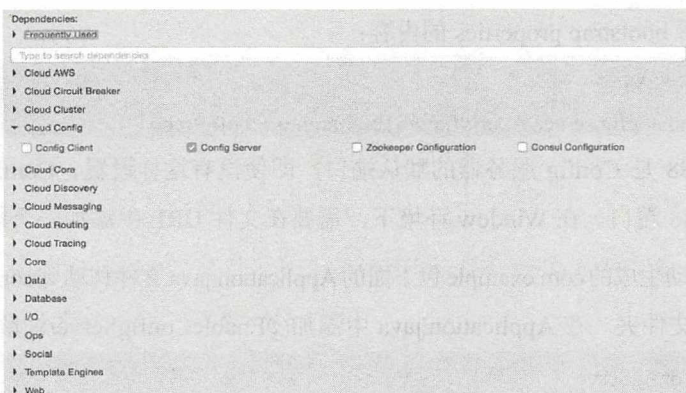 Dependencies:
Frequently Used
Type to search dependencies
Cloud AWS
Cloud Circuit Breaker
Cloud Cluster
Cloud Config
Config Client Config Server Zookeeper Configuration Consul Configuration
Cloud Core
Cloud Discovery
Cloud Messaging
Cloud Routing
Cloud Tracing
Core
Data
Database
I/O
Ops
Social
Template Engines
Web